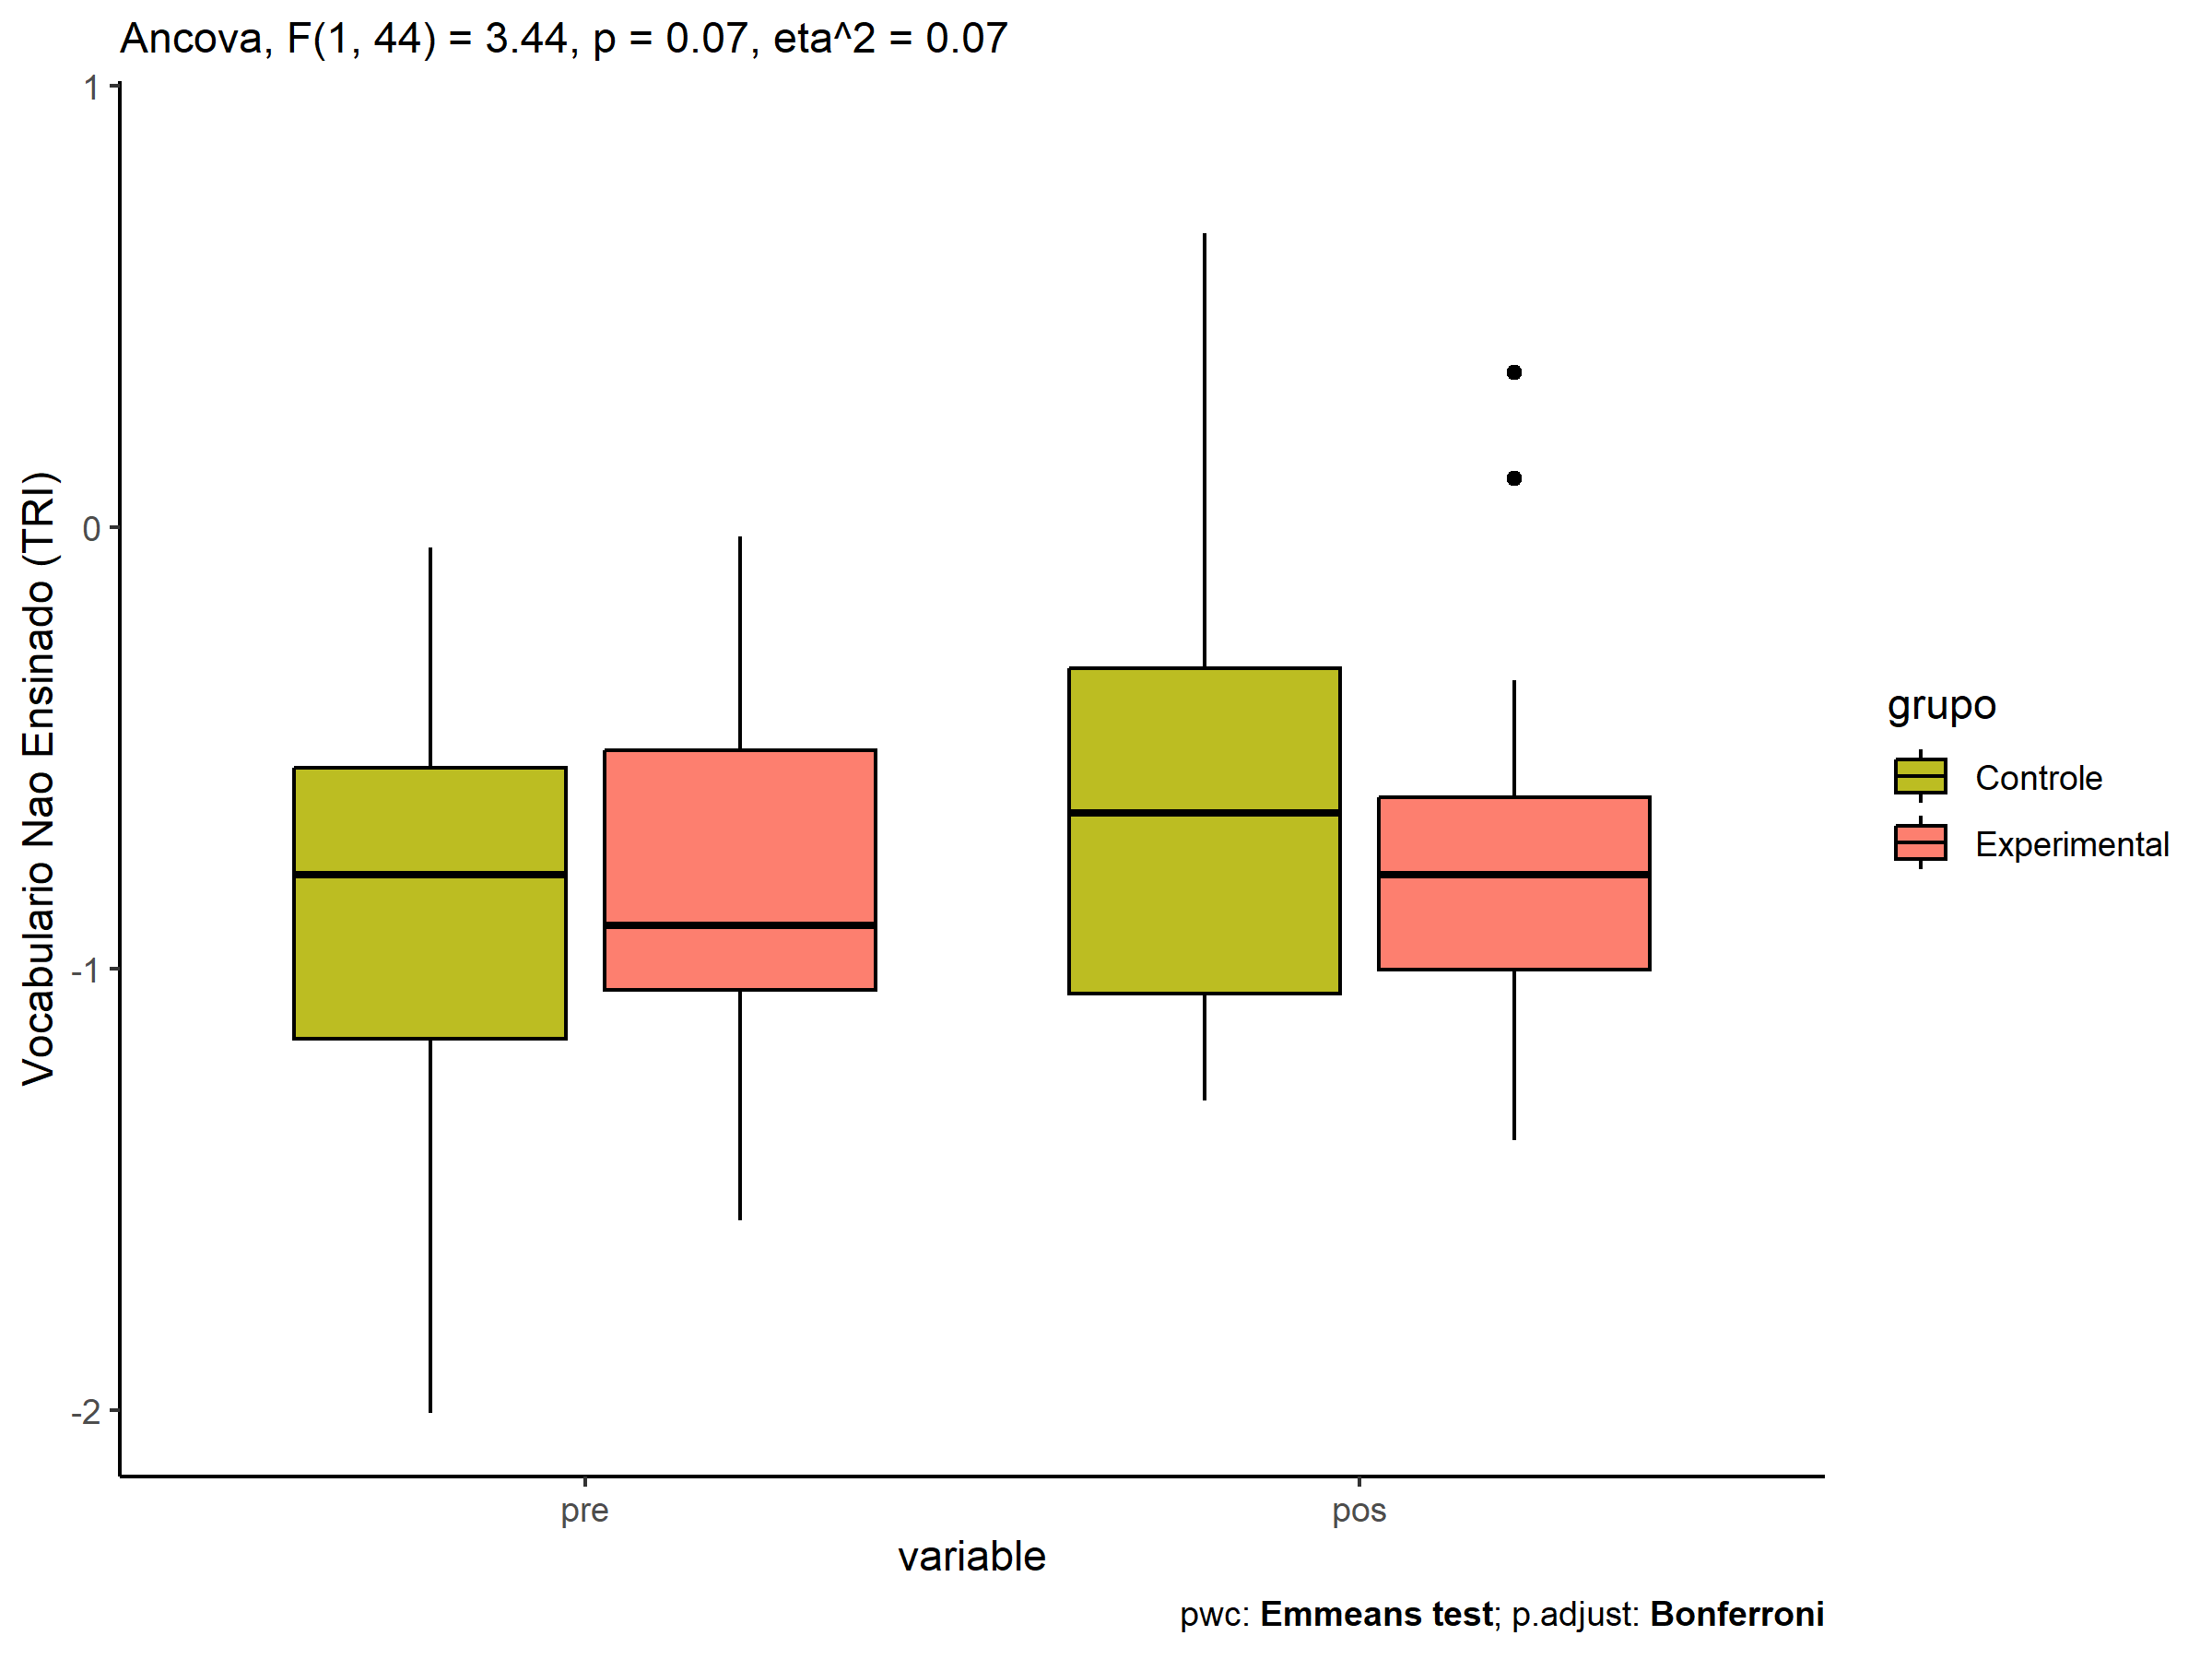 Ancova, F(1, 44) = 3.44, p = 0.07, eta^2 = 0.07
Vocabulario Nao Ensinado (TRI)
1
0
-1
-2
pre
pos
variable
grupo
Controle
Experimental
pwc: Emmeans test; p.adjust: Bonferroni